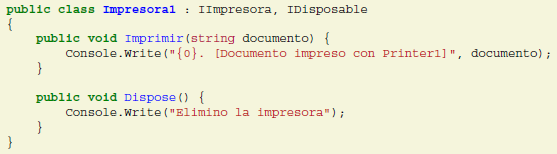 public class Impresora1 : IImpresora, IDisposable
{
    public void Imprimir(string documento) {
        Console.Write("{0}. [Documento impreso con Printer1]", documento);
    }

    public void Dispose() {
        Console.Write("Elimino la impresora");
    }
}